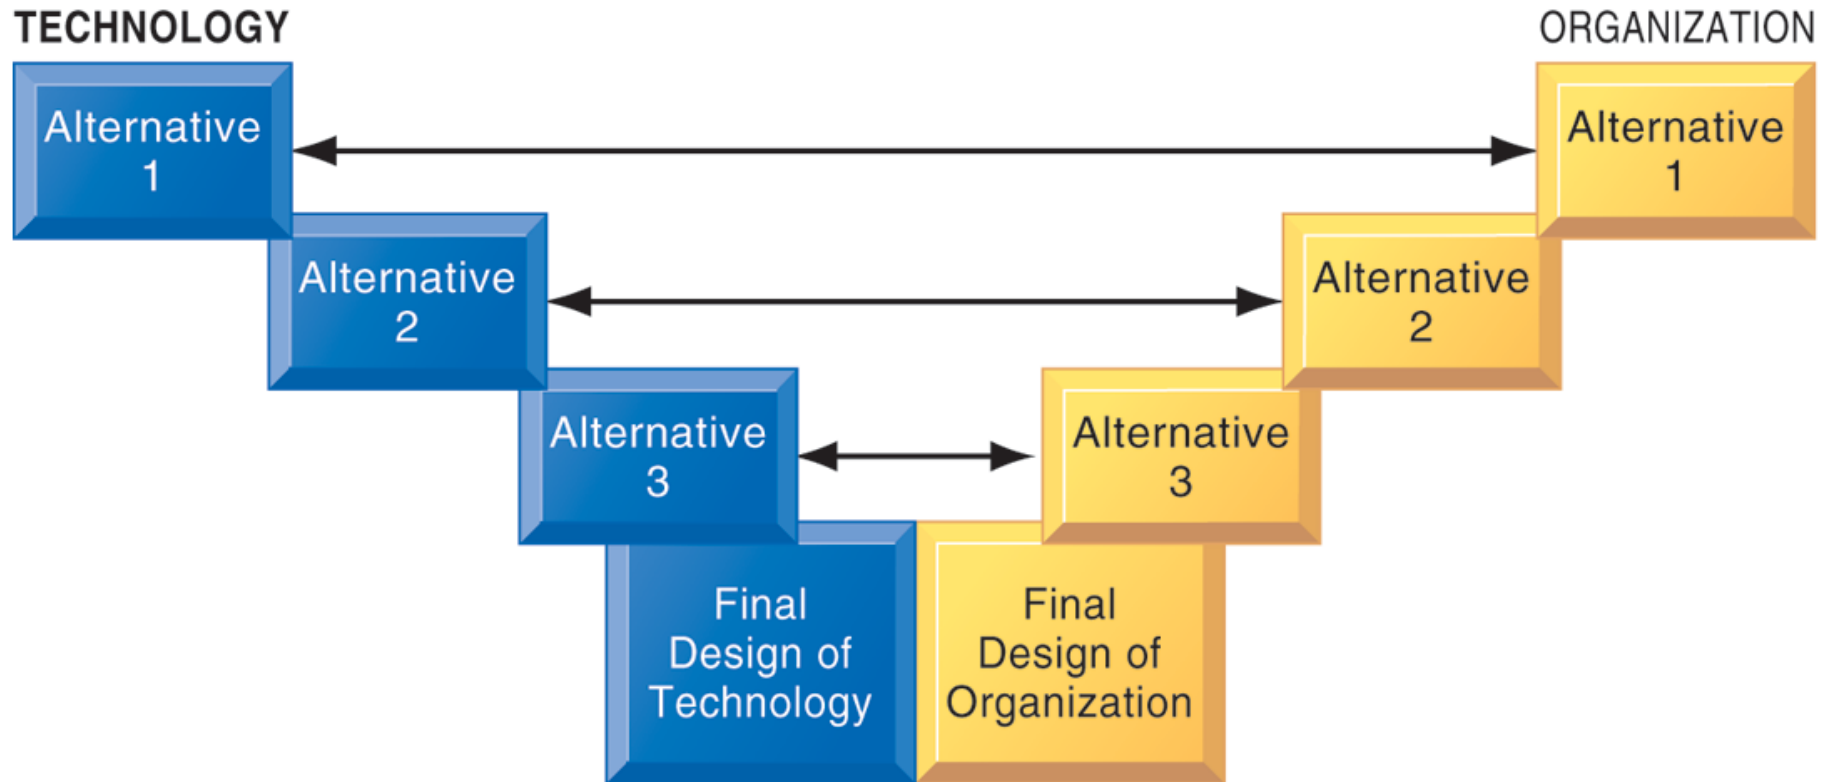 TECHNOLOGY
ORGANIZATION
Alternative
1
Alternative
1
Alternative
2
Alternative
2
Alternative
3
Alternative
3
Final
Design of
Technology
Final
Design of
Organization